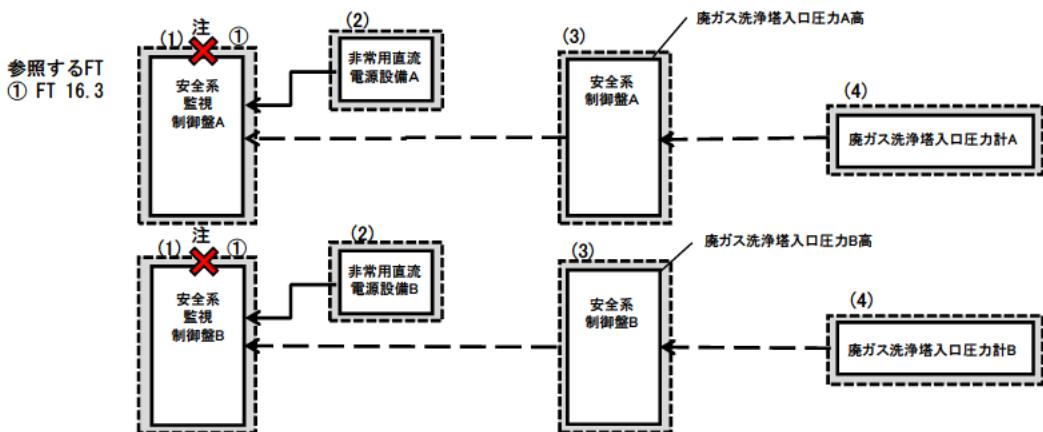 廃ガス洗浄塔入口圧力A高
注
(1)
①
(2)
(3)
参照するFT
① FT 16.3
安全系
監視
制御盤A
非常用直流
電源設備A
安全系
制御盤A
(4)
廃ガス洗浄塔入口圧力計A
注
(1)
①
(2)
(3)
廃ガス洗浄塔入口圧力B高
安全系
監視
制御盤B
非常用直流
電源設備B
安全系
制御盤B
(4)
廃ガス洗浄塔入口圧力計B